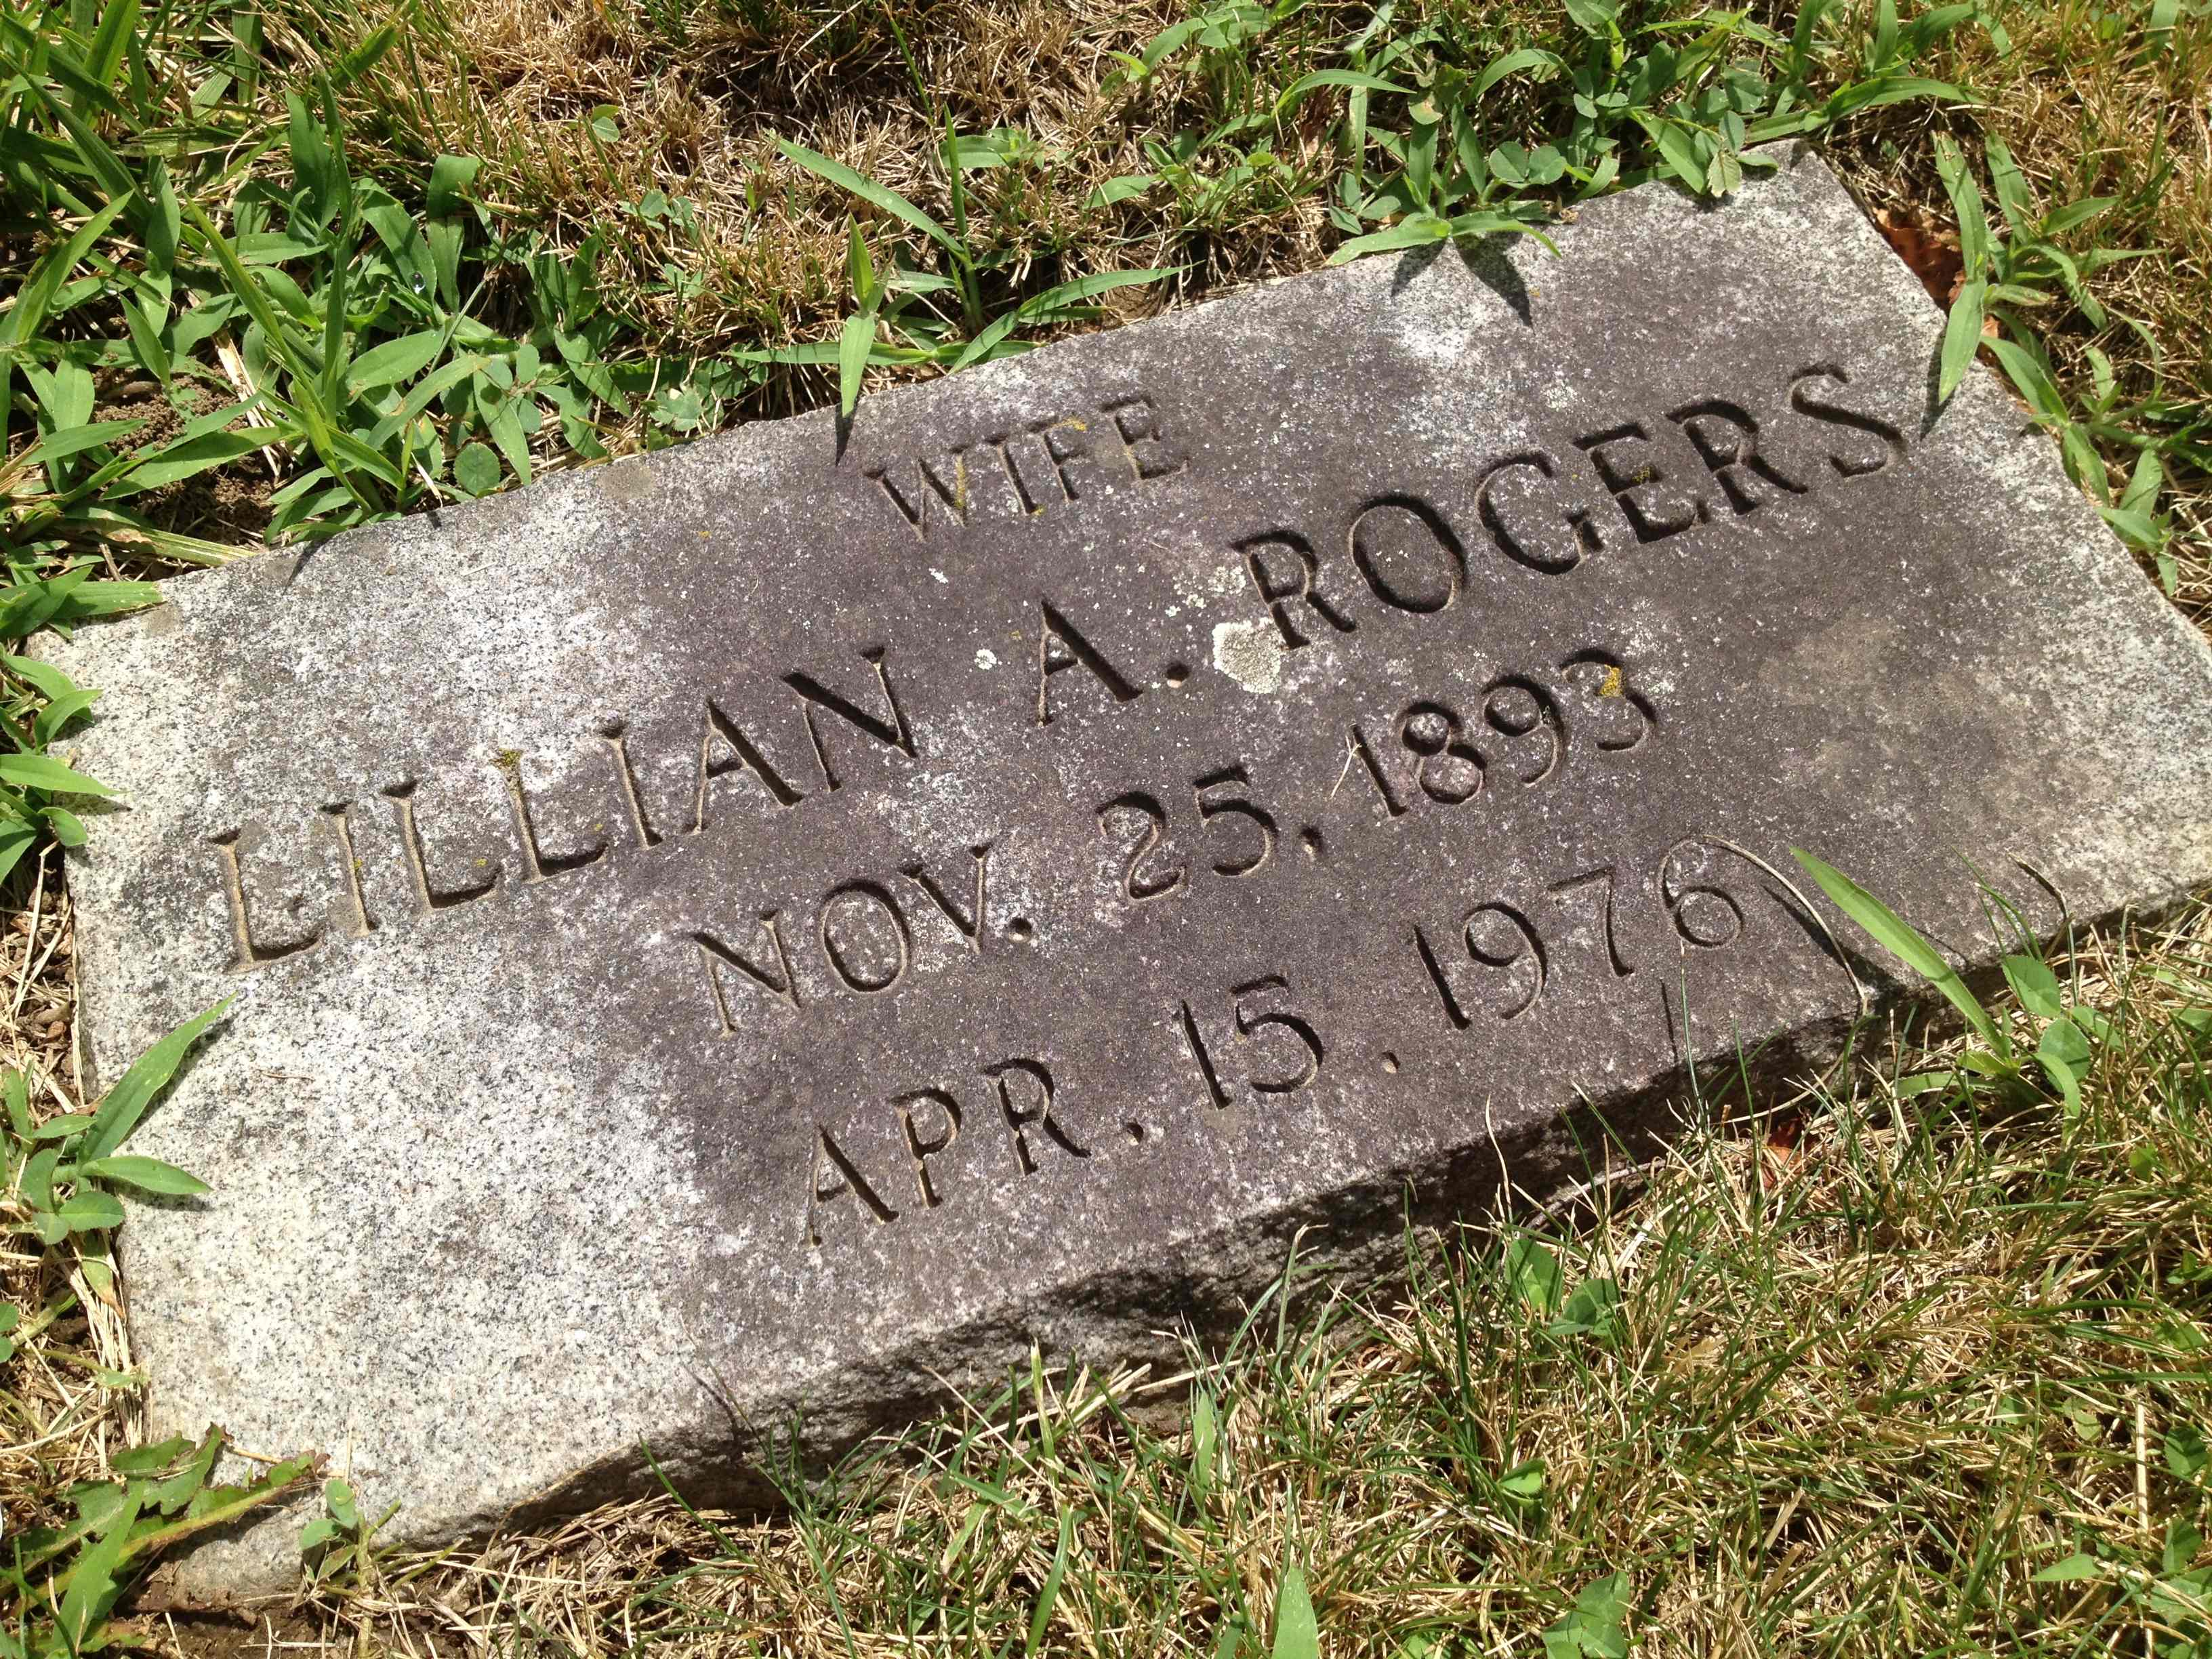 WIFE
LILLIAN A. ROGERS
NOV. 25. 1893
APR. 15. 1976